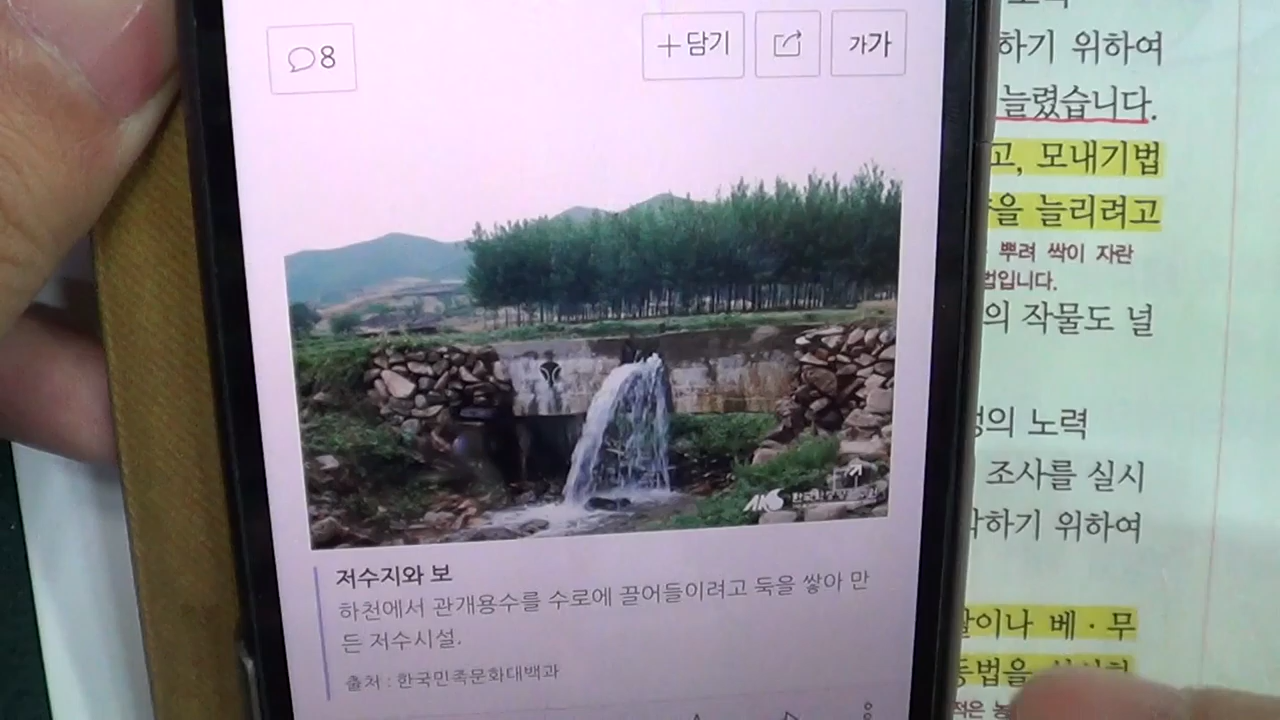 8
+담기
가가
저수지와 보
하천에서 관개용수를 수로에 끌어들이려고 둑을 쌓아 만
든 저수시설.
출처 : 한국민족문화대백과
하기 위하여
늘렸습니다.
고, 모내기법
을 늘리려고
뿌려 싹이 자란
법입니다.
의 작물도 널
의 노력
조사를 실시
하기 위하여
이나 베 · 무
등법을
적은